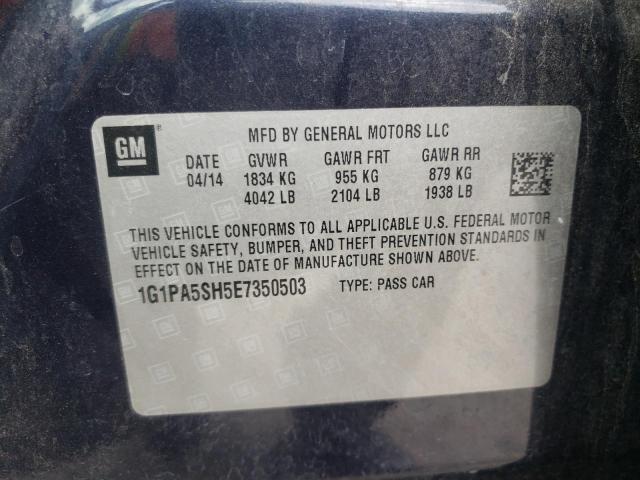 GM ®
MFD BY GENERAL MOTORS LLC
DATE GVWR GAWR FRT GAWR RR
04/14 1834 KG 955 KG 879 KG
4042 LB 2104 LB 1938 LB
THIS VEHICLE CONFORMS TO ALL APPLICABLE U.S. FEDERAL MOTOR
VEHICLE SAFETY, BUMPER, AND THEFT PREVENTION STANDARDS IN
EFFECT ON THE DATE OF MANUFACTURE SHOWN ABOVE.
1G1PA5SH5E7350503 TYPE: PASS CAR